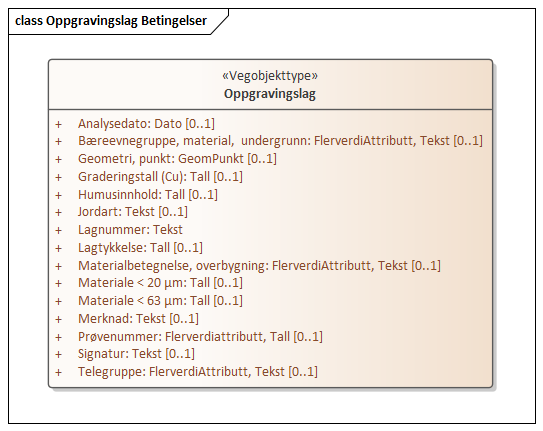 class Oppgravingslag Betingelser
«Vegobjekttype»
Oppgravingslag
+ Analysedato: Dato [0..1]
+ Bæreevnegruppe, material,  undergrunn: FlerverdiAttributt, Tekst [0..1]
+ Geometri, punkt: GeomPunkt [0..1]
+ Graderingstall (Cu): Tall [0..1]
+ Humusinnhold: Tall [0..1]
+ Jordart: Tekst [0..1]
+ Lagnummer: Tekst
+ Lagtykkelse: Tall [0..1]
+ Materialbetegnelse, overbygning: FlerverdiAttributt, Tekst [0..1]
+ Materiale < 20 µm: Tall [0..1]
+ Materiale < 63 µm: Tall [0..1]
+ Merknad: Tekst [0..1]
+ Prøvenummer: Flerverdiattributt, Tall [0..1]
+ Signatur: Tekst [0..1]
+ Telegruppe: FlerverdiAttributt, Tekst [0..1]